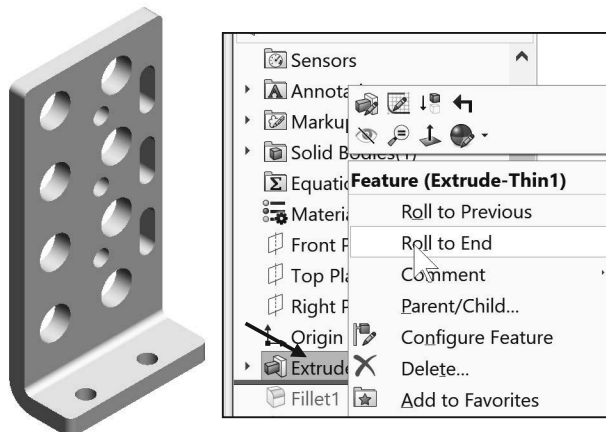 Sensors
Annota
Marku
Solid Bodies(1)
Equatio
Materia
Front P
Top Pla
Right P
Origin
Extrude
Fillet1
Feature (Extrude-Thin1)
Roll to Previous
Roll to End
Comment
Parent/Child...
Configure Feature
Delete...
Add to Favorites